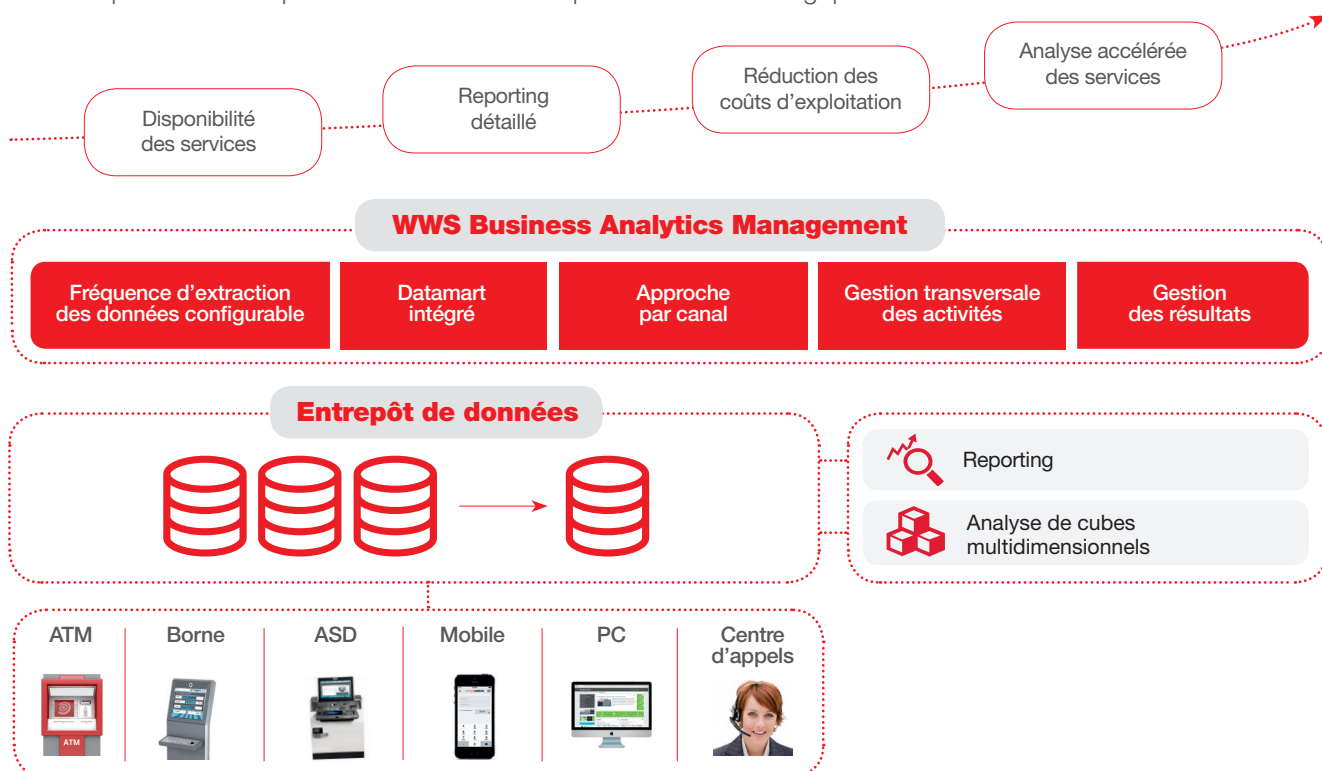 Disponibilité
des services
Reporting
détaillé
Réduction des
coûts d’exploitation
Analyse accélérée
des services
WWS Business Analytics Management
Fréquence d’extraction
des données configurable
Datamart
intégré
Approche
par canal
Gestion transversale
des activités
Gestion
des résultats
Entrepôt de données
Reporting
Analyse de cubes
multidimensionnels
ATM
Borne
ASD
Mobile
PC
Centre
d’appels
ATM